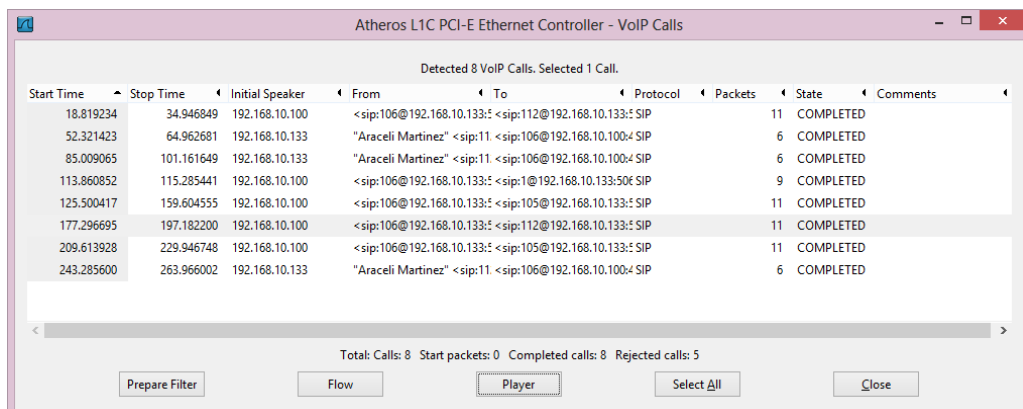 Atheros L1C PCI-E Ethernet Controller - VoIP Calls
Detected 8 VoIP Calls. Selected 1 Call.
Start Time Stop Time Initial Speaker From To Protocol Packets State Comments
18.819234 34.946849 192.168.10.100 <sip:106@192.168.10.133:5 <sip:112@192.168.10.133:5 SIP 11 COMPLETED
52.321423 64.962681 192.168.10.133 "Araceli Martinez" <sip:11 <sip:106@192.168.10.100:4 SIP 6 COMPLETED
85.009065 101.161649 192.168.10.133 "Araceli Martinez" <sip:11 <sip:106@192.168.10.100:4 SIP 6 COMPLETED
113.860852 115.285441 192.168.10.100 <sip:106@192.168.10.133:5 <sip:1@192.168.10.133:506 SIP 9 COMPLETED
125.500417 159.604555 192.168.10.100 <sip:106@192.168.10.133:5 <sip:105@192.168.10.133:5 SIP 11 COMPLETED
177.296695 197.182200 192.168.10.100 <sip:106@192.168.10.133:5 <sip:112@192.168.10.133:5 SIP 11 COMPLETED
209.613928 229.946748 192.168.10.100 <sip:106@192.168.10.133:5 <sip:105@192.168.10.133:5 SIP 11 COMPLETED
243.285600 263.966002 192.168.10.133 "Araceli Martinez" <sip:11 <sip:106@192.168.10.100:4 SIP 6 COMPLETED
Total: Calls: 8 Start packets: 0 Completed calls: 8 Rejected calls: 5
Prepare Filter Flow Player Select All Close